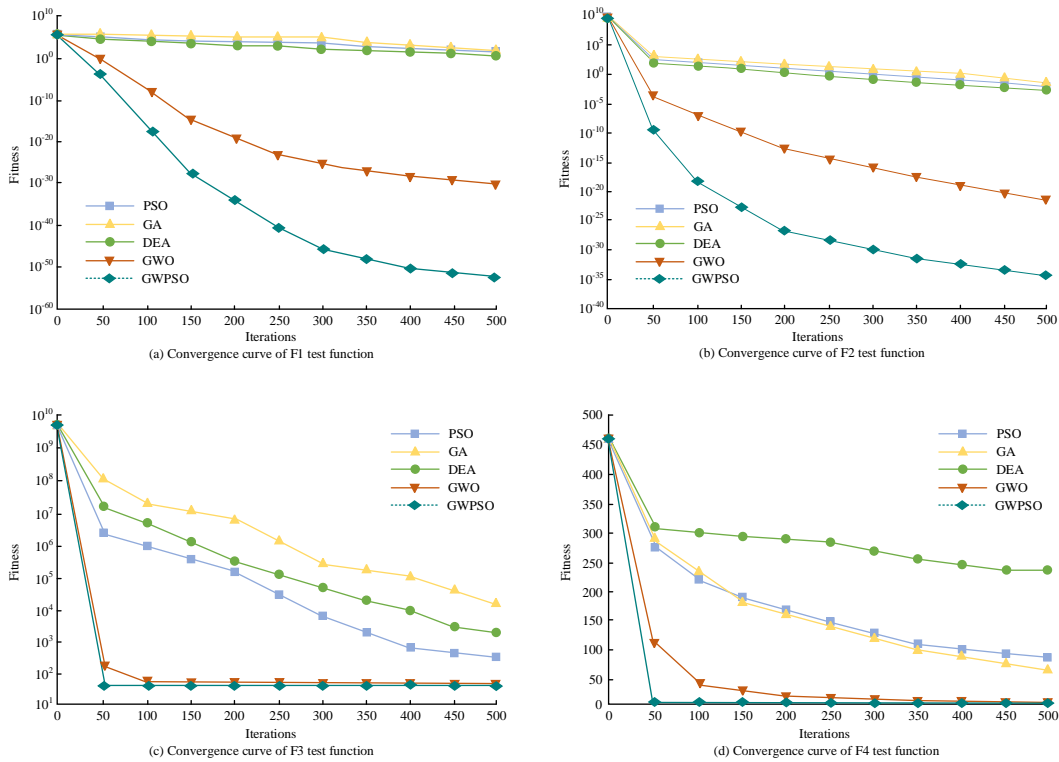 10^10
10^0
10^-10
10^-20
10^-30
10^-40
10^-50
10^-60
Fitness
PSO
GA
DEA
GWO
GWPSO
0 50 100 150 200 250 300 350 400 450 500
Iterations
(a) Convergence curve of F1 test function
10^10
10^5
10^0
10^-5
10^-10
10^-15
10^-20
10^-25
10^-30
10^-35
10^-40
Fitness
PSO
GA
DEA
GWO
GWPSO
0 50 100 150 200 250 300 350 400 450 500
Iterations
(b) Convergence curve of F2 test function
10^10
10^9
10^8
10^7
10^6
10^5
10^4
10^3
10^2
10^1
Fitness
PSO
GA
DEA
GWO
GWPSO
0 50 100 150 200 250 300 350 400 450 500
Iterations
(c) Convergence curve of F3 test function
500
450
400
350
300
250
200
150
100
50
0
Fitness
PSO
GA
DEA
GWO
GWPSO
0 50 100 150 200 250 300 350 400 450 500
Iterations
(d) Convergence curve of F4 test function